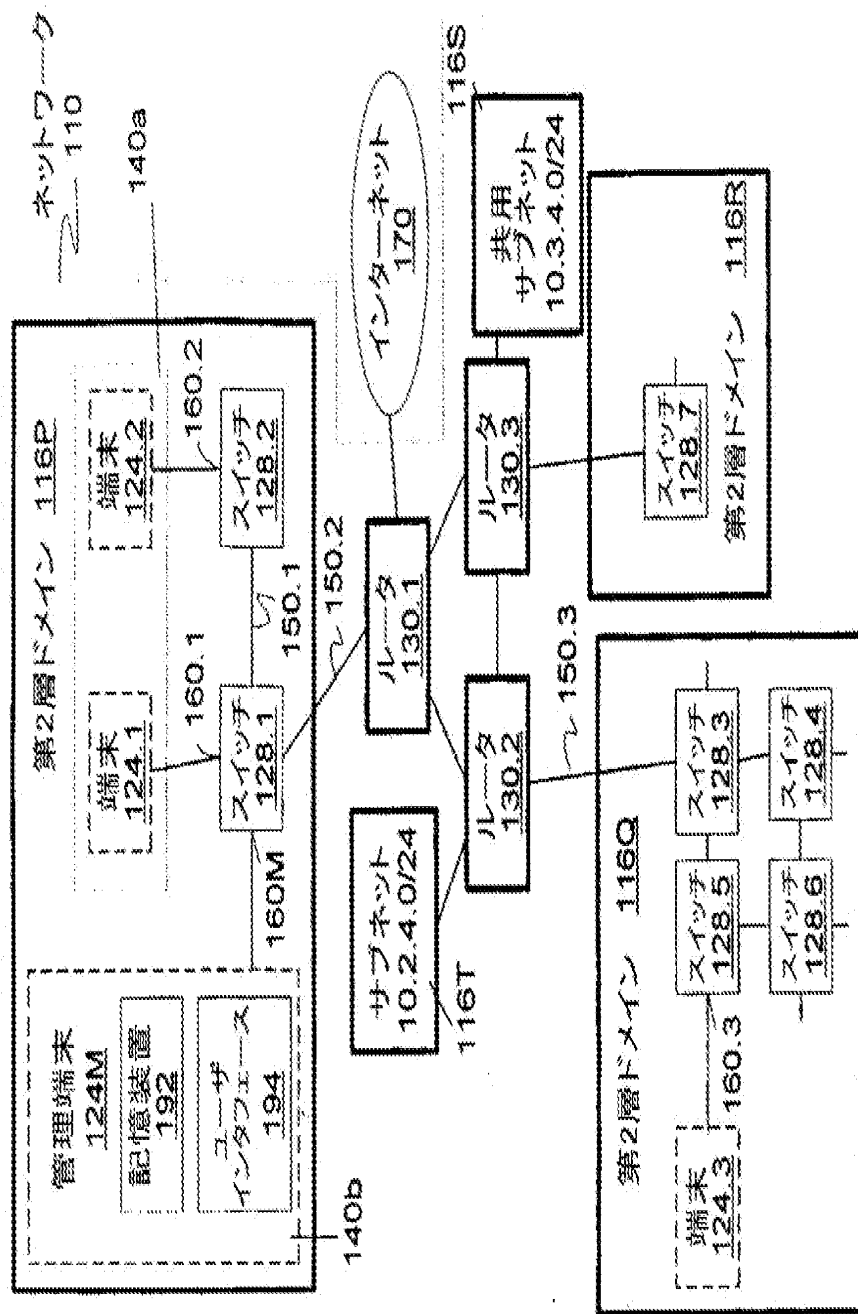 ネットワーク
110
140a
第2層ドメイン 116P
端末
124.2
160.2
スイッチ
128.2
150.1
端末
124.1
160.1
スイッチ
128.1
160M
管理端末
124M
記憶装置
192
ユーザ
インタフェース
194
140b
150.2
インターネット
170
ルータ
130.1
116S
共用
サブネット
10.3.4.0/24
ルータ
130.3
ルータ
130.2
サブネット
10.2.4.0/24
116T
150.3
スイッチ
128.7
第2層ドメイン 116R
第2層ドメイン 116Q
スイッチ
128.3
スイッチ
128.4
スイッチ
128.5
スイッチ
128.6
160.3
端末
124.3